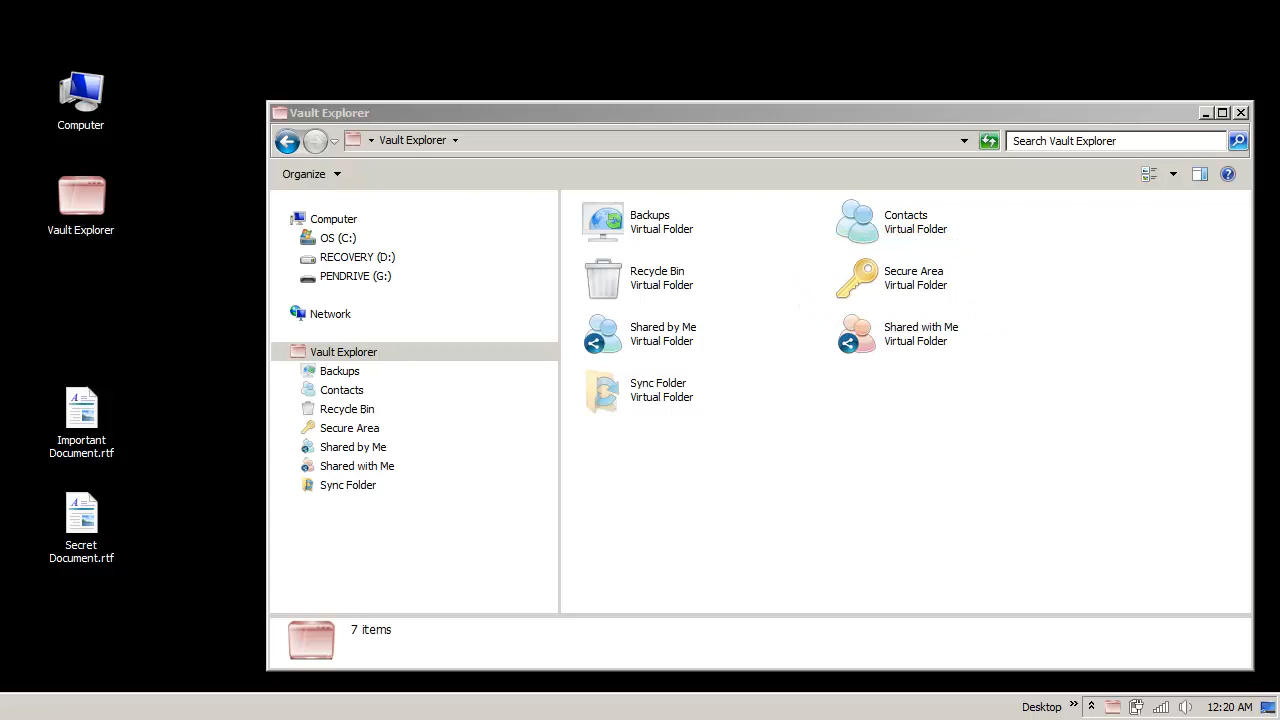 Computer
Vault Explorer
Important
Document.rtf
Secret
Document.rtf
Vault Explorer
Vault Explorer
Search Vault Explorer
Organize
Computer
OS (C:)
RECOVERY (D:)
PENDRIVE (G:)
Network
Vault Explorer
Backups
Contacts
Recycle Bin
Secure Area
Shared by Me
Shared with Me
Sync Folder
Backups
Virtual Folder
Contacts
Virtual Folder
Recycle Bin
Virtual Folder
Secure Area
Virtual Folder
Shared by Me
Virtual Folder
Shared with Me
Virtual Folder
Sync Folder
Virtual Folder
7 items
Desktop
12:20 AM